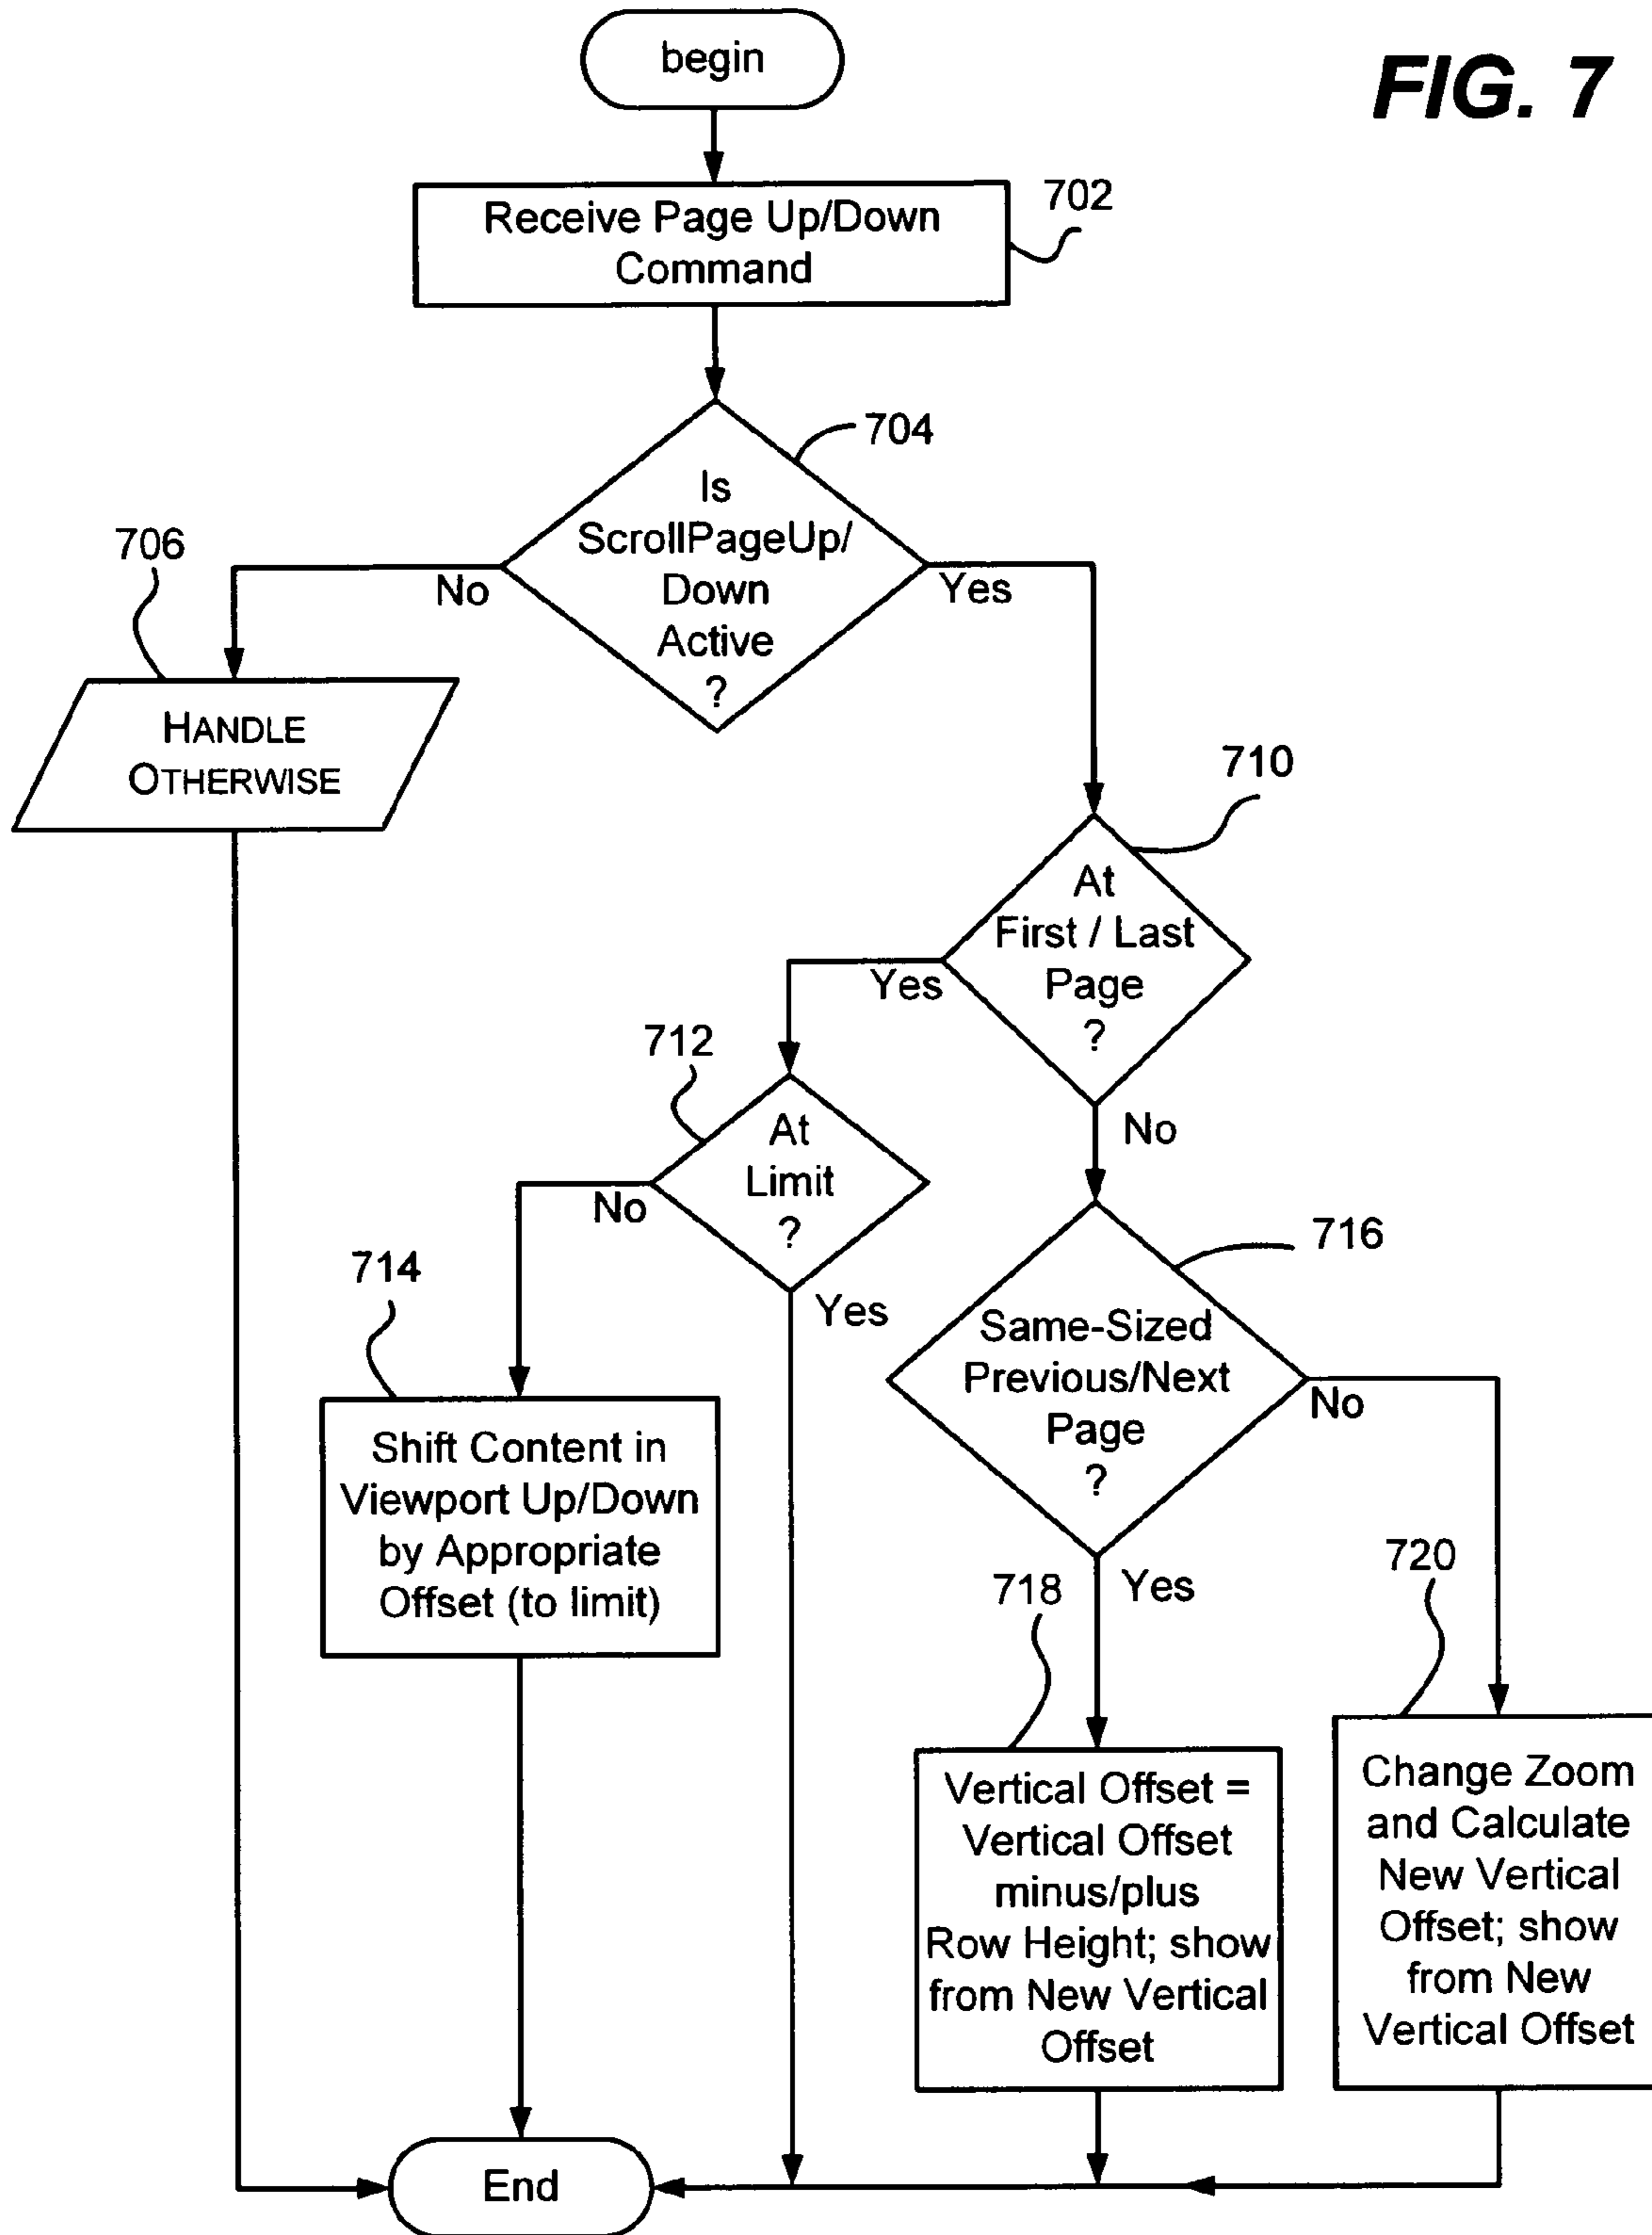 begin
FIG. 7
702
Receive Page Up/Down
Command
704
Is
ScrollPageUp/
Down
Active
?
No
Yes
706
HANDLE
OTHERWISE
710
At
First / Last
Page
?
Yes
No
712
At
Limit
?
No
Yes
714
Shift Content in
Viewport Up/Down
by Appropriate
Offset (to limit)
716
Same-Sized
Previous/Next
Page
?
No
Yes
718
Vertical Offset =
Vertical Offset
minus/plus
Row Height; show
from New Vertical
Offset
720
Change Zoom
and Calculate
New Vertical
Offset; show
from New
Vertical Offset
End